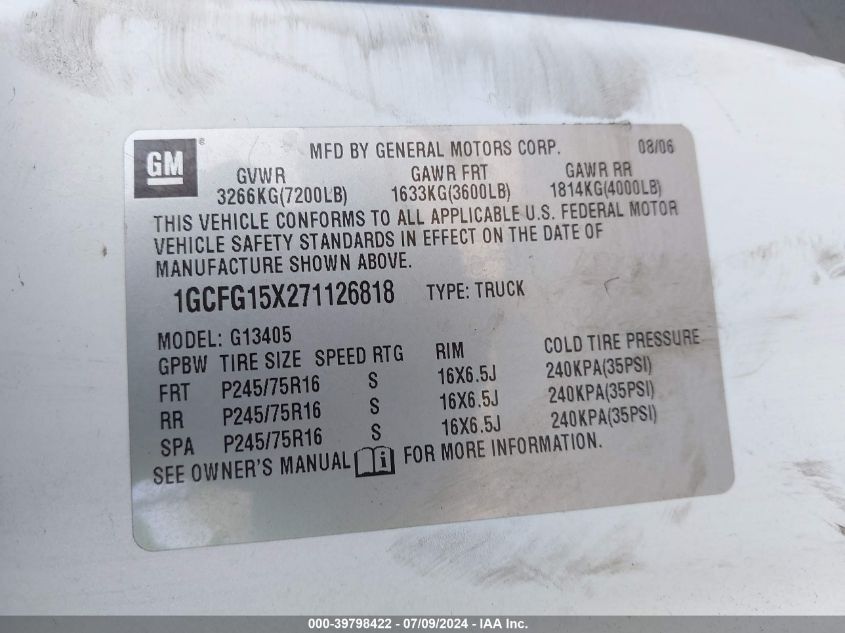 GM ® MFD BY GENERAL MOTORS CORP. 08/06
GVWR GAWR FRT GAWR RR
3266KG(7200LB) 1633KG(3600LB) 1814KG(4000LB)
THIS VEHICLE CONFORMS TO ALL APPLICABLE U.S. FEDERAL MOTOR
VEHICLE SAFETY STANDARDS IN EFFECT ON THE DATE OF
MANUFACTURE SHOWN ABOVE.
1GCFG15X271126818 TYPE: TRUCK
MODEL: G13405
GPBW TIRE SIZE SPEED RTG RIM COLD TIRE PRESSURE
FRT P245/75R16 S 16X6.5J 240KPA(35PSI)
RR P245/75R16 S 16X6.5J 240KPA(35PSI)
SPA P245/75R16 S 16X6.5J 240KPA(35PSI)
SEE OWNER'S MANUAL i FOR MORE INFORMATION.
000-39798422 - 07/09/2024 - IAA Inc.